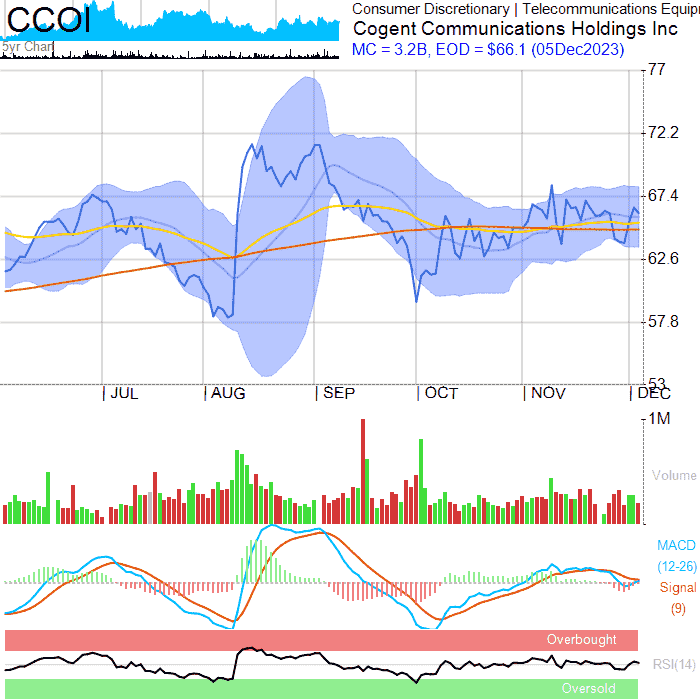 CCOI
5yr Chart
Consumer Discretionary | Telecommunications Equip
Cogent Communications Holdings Inc
MC = 3.2B, EOD = $66.1 (05Dec2023)
77
72.2
67.4
62.6
57.8
53
JUL
AUG
SEP
OCT
NOV
DEC
1M
Volume
MACD
(12-26)
Signal
(9)
Overbought
RSI(14)
Oversold